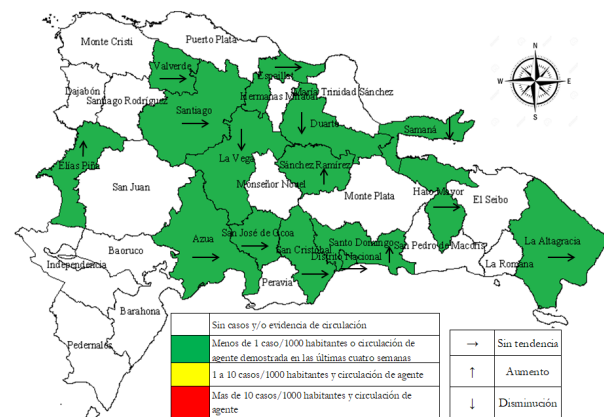 Monte Cristi
Puerto Plata
N
W
E
S
Valverde
Espaillat
Dajabón
Santiago Rodríguez
Hermanas Mirabal
María Trinidad Sánchez
Santiago
Duarte
Samaná
La Vega
Elías Piña
Sánchez Ramírez
San Juan
Monseñor Nouel
Monte Plata
Hato Mayor
El Seibo
Azua
San José de Ocoa
San Cristóbal
Santo Domingo
San Pedro de Macorís
La Altagracia
Baoruco
Distrito Nacional
Independencia
La Romana
Peravia
Barahona
Pedernales
Sin casos y/o evidencia de circulación
Menos de 1 caso/1000 habitantes o circulación de
agente demostrada en las últimas cuatro semanas
1 a 10 casos/1000 habitantes y circulación de agente
Mas de 10 casos/1000 habitantes y circulación de
agente
→ Sin tendencia
↑ Aumento
↓ Disminución